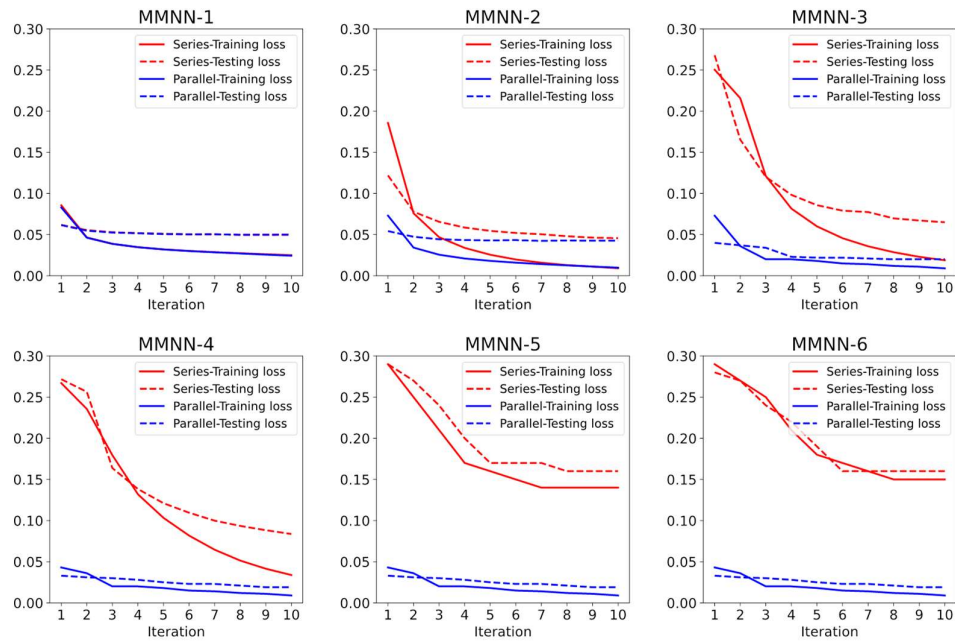 MMNN-1
0.30
0.25
0.20
0.15
0.10
0.05
0.00
Series-Training loss
Series-Testing loss
Parallel-Training loss
Parallel-Testing loss
1 2 3 4 5 6 7 8 9 10
Iteration
MMNN-2
0.30
0.25
0.20
0.15
0.10
0.05
0.00
Series-Training loss
Series-Testing loss
Parallel-Training loss
Parallel-Testing loss
1 2 3 4 5 6 7 8 9 10
Iteration
MMNN-3
0.30
0.25
0.20
0.15
0.10
0.05
0.00
Series-Training loss
Series-Testing loss
Parallel-Training loss
Parallel-Testing loss
1 2 3 4 5 6 7 8 9 10
Iteration
MMNN-4
0.30
0.25
0.20
0.15
0.10
0.05
0.00
Series-Training loss
Series-Testing loss
Parallel-Training loss
Parallel-Testing loss
1 2 3 4 5 6 7 8 9 10
Iteration
MMNN-5
0.30
0.25
0.20
0.15
0.10
0.05
0.00
Series-Training loss
Series-Testing loss
Parallel-Training loss
Parallel-Testing loss
1 2 3 4 5 6 7 8 9 10
Iteration
MMNN-6
0.30
0.25
0.20
0.15
0.10
0.05
0.00
Series-Training loss
Series-Testing loss
Parallel-Training loss
Parallel-Testing loss
1 2 3 4 5 6 7 8 9 10
Iteration